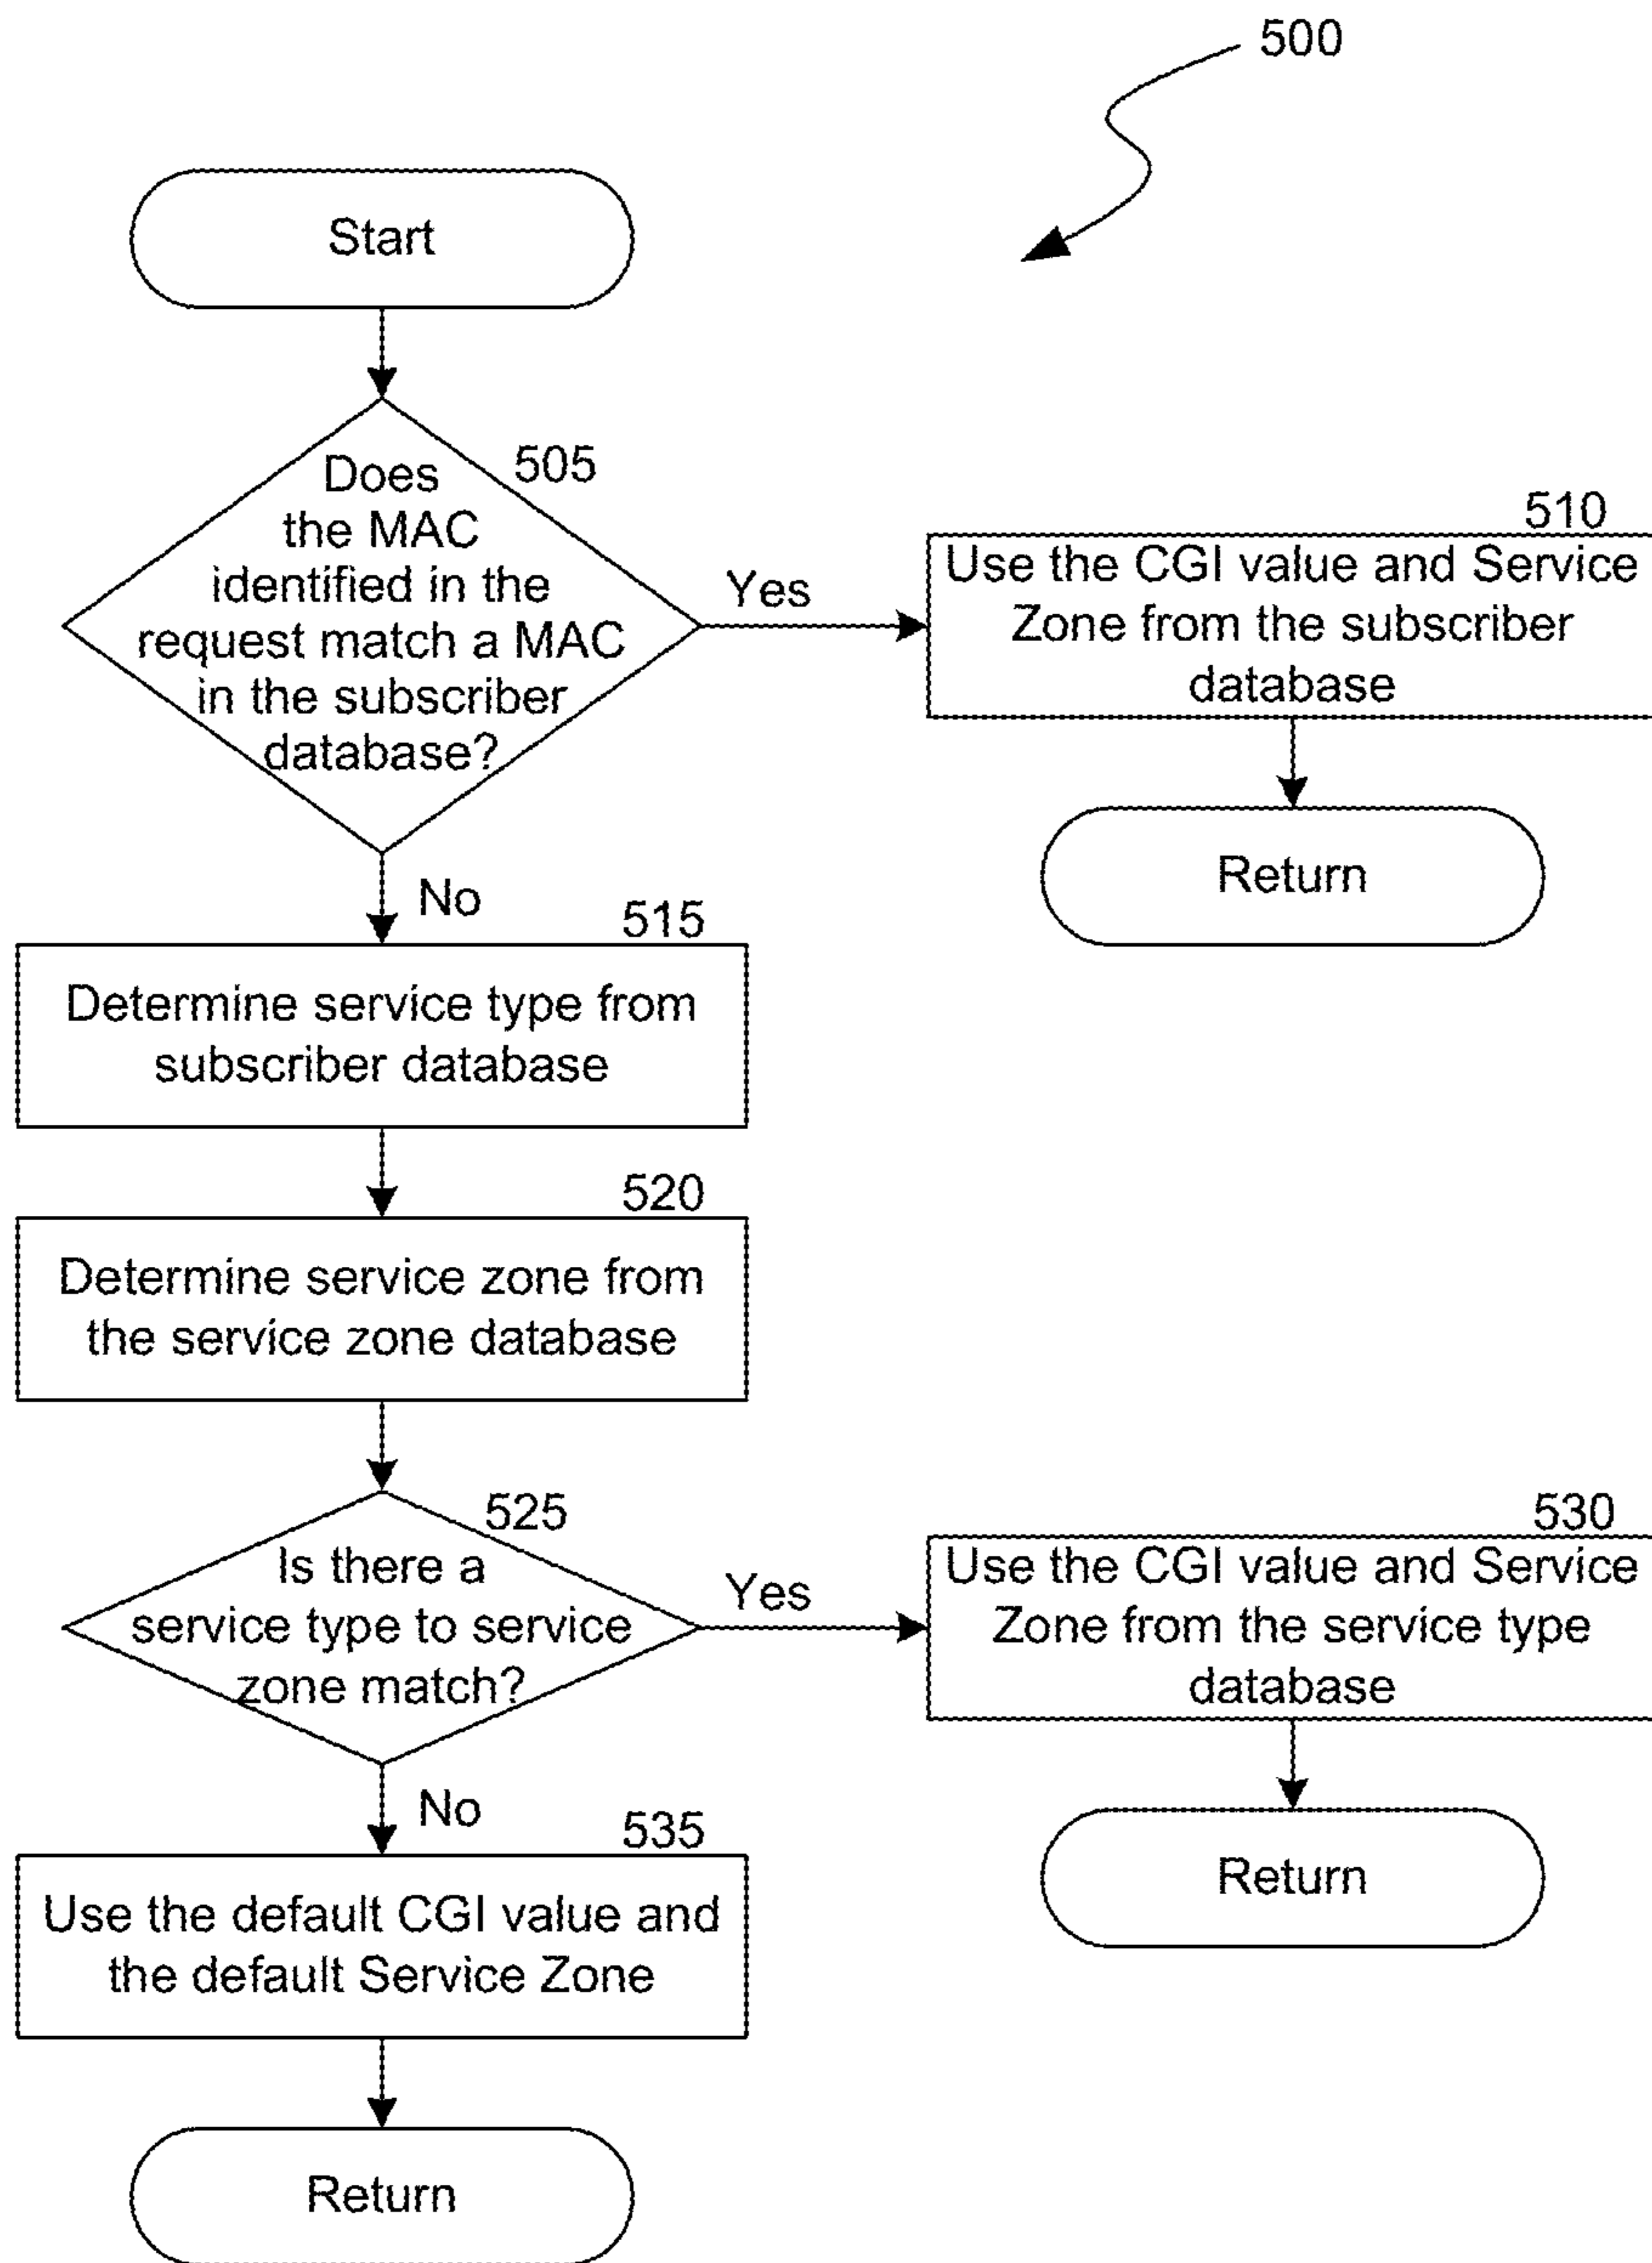 500
Start
505
Does
the MAC
identified in the
request match a MAC
in the subscriber
database?
Yes
510
Use the CGI value and Service
Zone from the subscriber
database
Return
No
515
Determine service type from
subscriber database
520
Determine service zone from
the service zone database
525
Is there a
service type to service
zone match?
Yes
530
Use the CGI value and Service
Zone from the service type
database
Return
No
535
Use the default CGI value and
the default Service Zone
Return